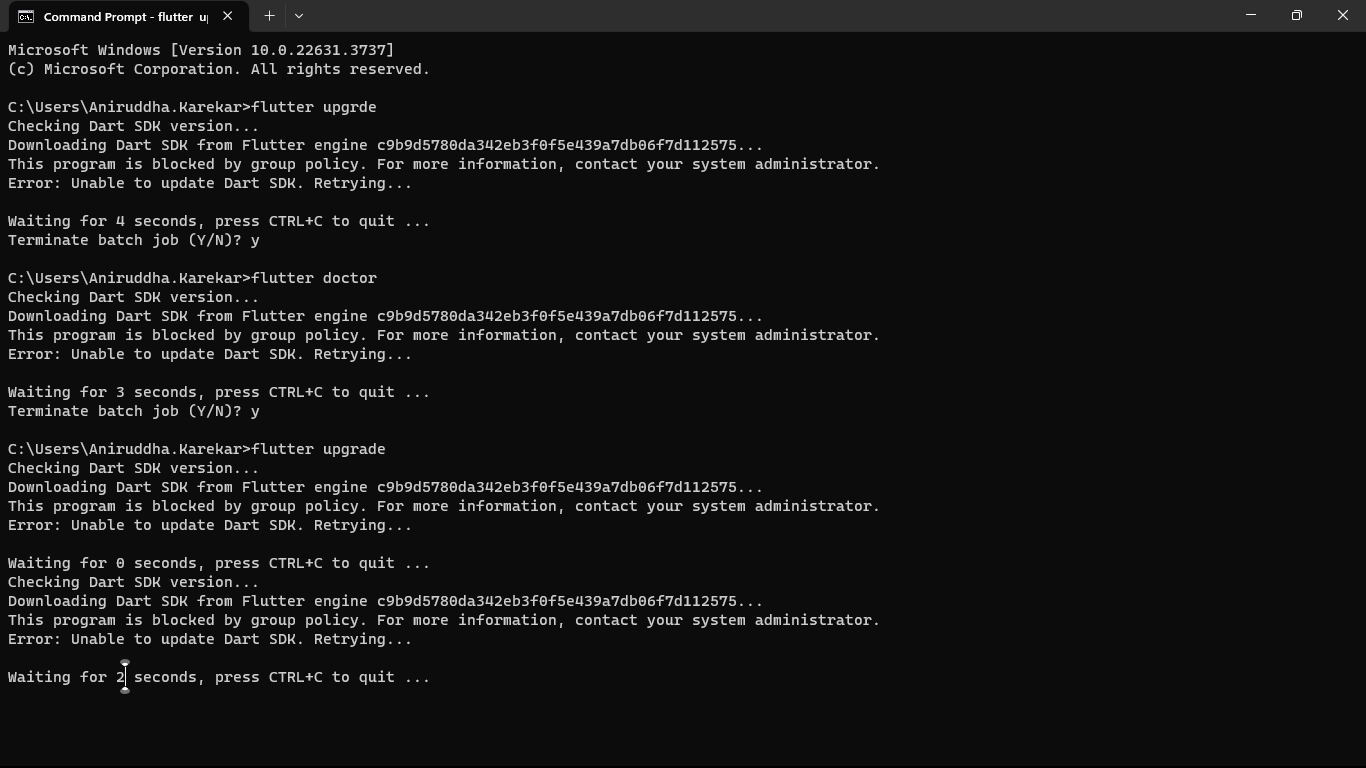 Command Prompt - flutter u
Microsoft Windows [Version 10.0.22631.3737]
(c) Microsoft Corporation. All rights reserved.
C:\Users\Aniruddha.Karekar>flutter upgrde
Checking Dart SDK version...
Downloading Dart SDK from Flutter engine c9b9d5780da342eb3f0f5e439a7db06f7d112575...
This program is blocked by group policy. For more information, contact your system administrator.
Error: Unable to update Dart SDK. Retrying...
Waiting for 4 seconds, press CTRL+C to quit ...
Terminate batch job (Y/N)? y
C:\Users\Aniruddha.Karekar>flutter doctor
Checking Dart SDK version...
Downloading Dart SDK from Flutter engine c9b9d5780da342eb3f0f5e439a7db06f7d112575...
This program is blocked by group policy. For more information, contact your system administrator.
Error: Unable to update Dart SDK. Retrying...
Waiting for 3 seconds, press CTRL+C to quit ...
Terminate batch job (Y/N)? y
C:\Users\Aniruddha.Karekar>flutter upgrade
Checking Dart SDK version...
Downloading Dart SDK from Flutter engine c9b9d5780da342eb3f0f5e439a7db06f7d112575...
This program is blocked by group policy. For more information, contact your system administrator.
Error: Unable to update Dart SDK. Retrying...
Waiting for 0 seconds, press CTRL+C to quit ...
Checking Dart SDK version...
Downloading Dart SDK from Flutter engine c9b9d5780da342eb3f0f5e439a7db06f7d112575...
This program is blocked by group policy. For more information, contact your system administrator.
Error: Unable to update Dart SDK. Retrying...
Waiting for 2 seconds, press CTRL+C to quit ...